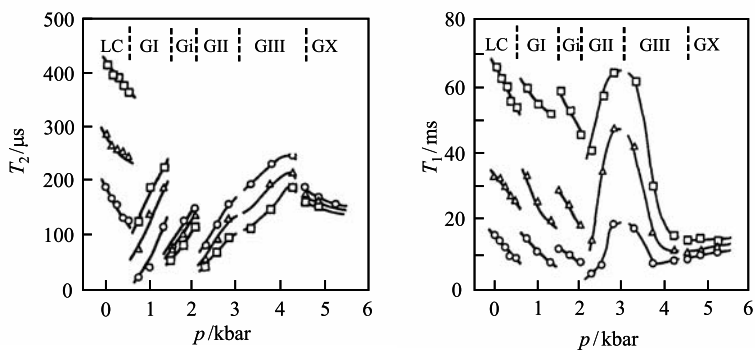 500
400
300
200
100
0
T₂/μs
LC GI Gi GII GIII GX
0 1 2 3 4 5 6
p/kbar
80
60
40
20
0
T₁/ms
LC GI Gi GII GIII GX
0 1 2 3 4 5 6
p/kbar